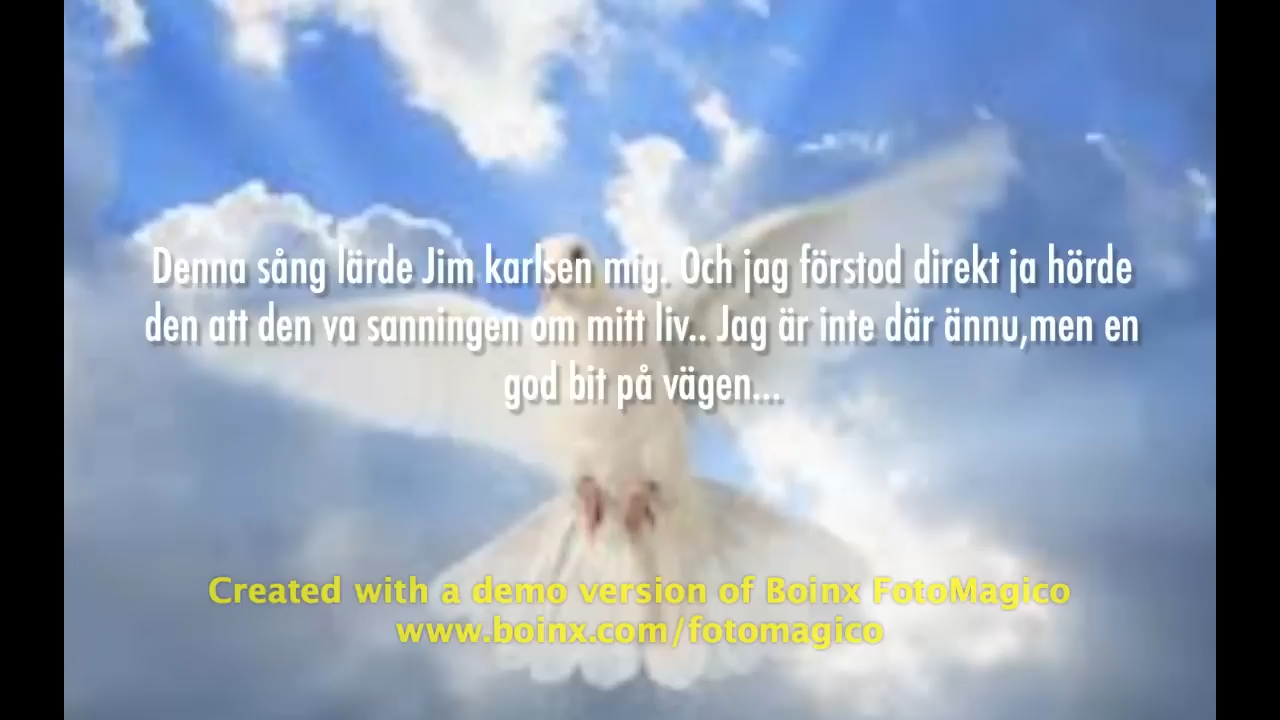 Denna sång lärde Jim karlsen mig. Och jag förstod direkt ja hörde
den att den va sanningen om mitt liv.. Jag är inte där ännu,men en
god bit på vägen...
Created with a demo version of Boinx FotoMagico
www.boinx.com/fotomagico